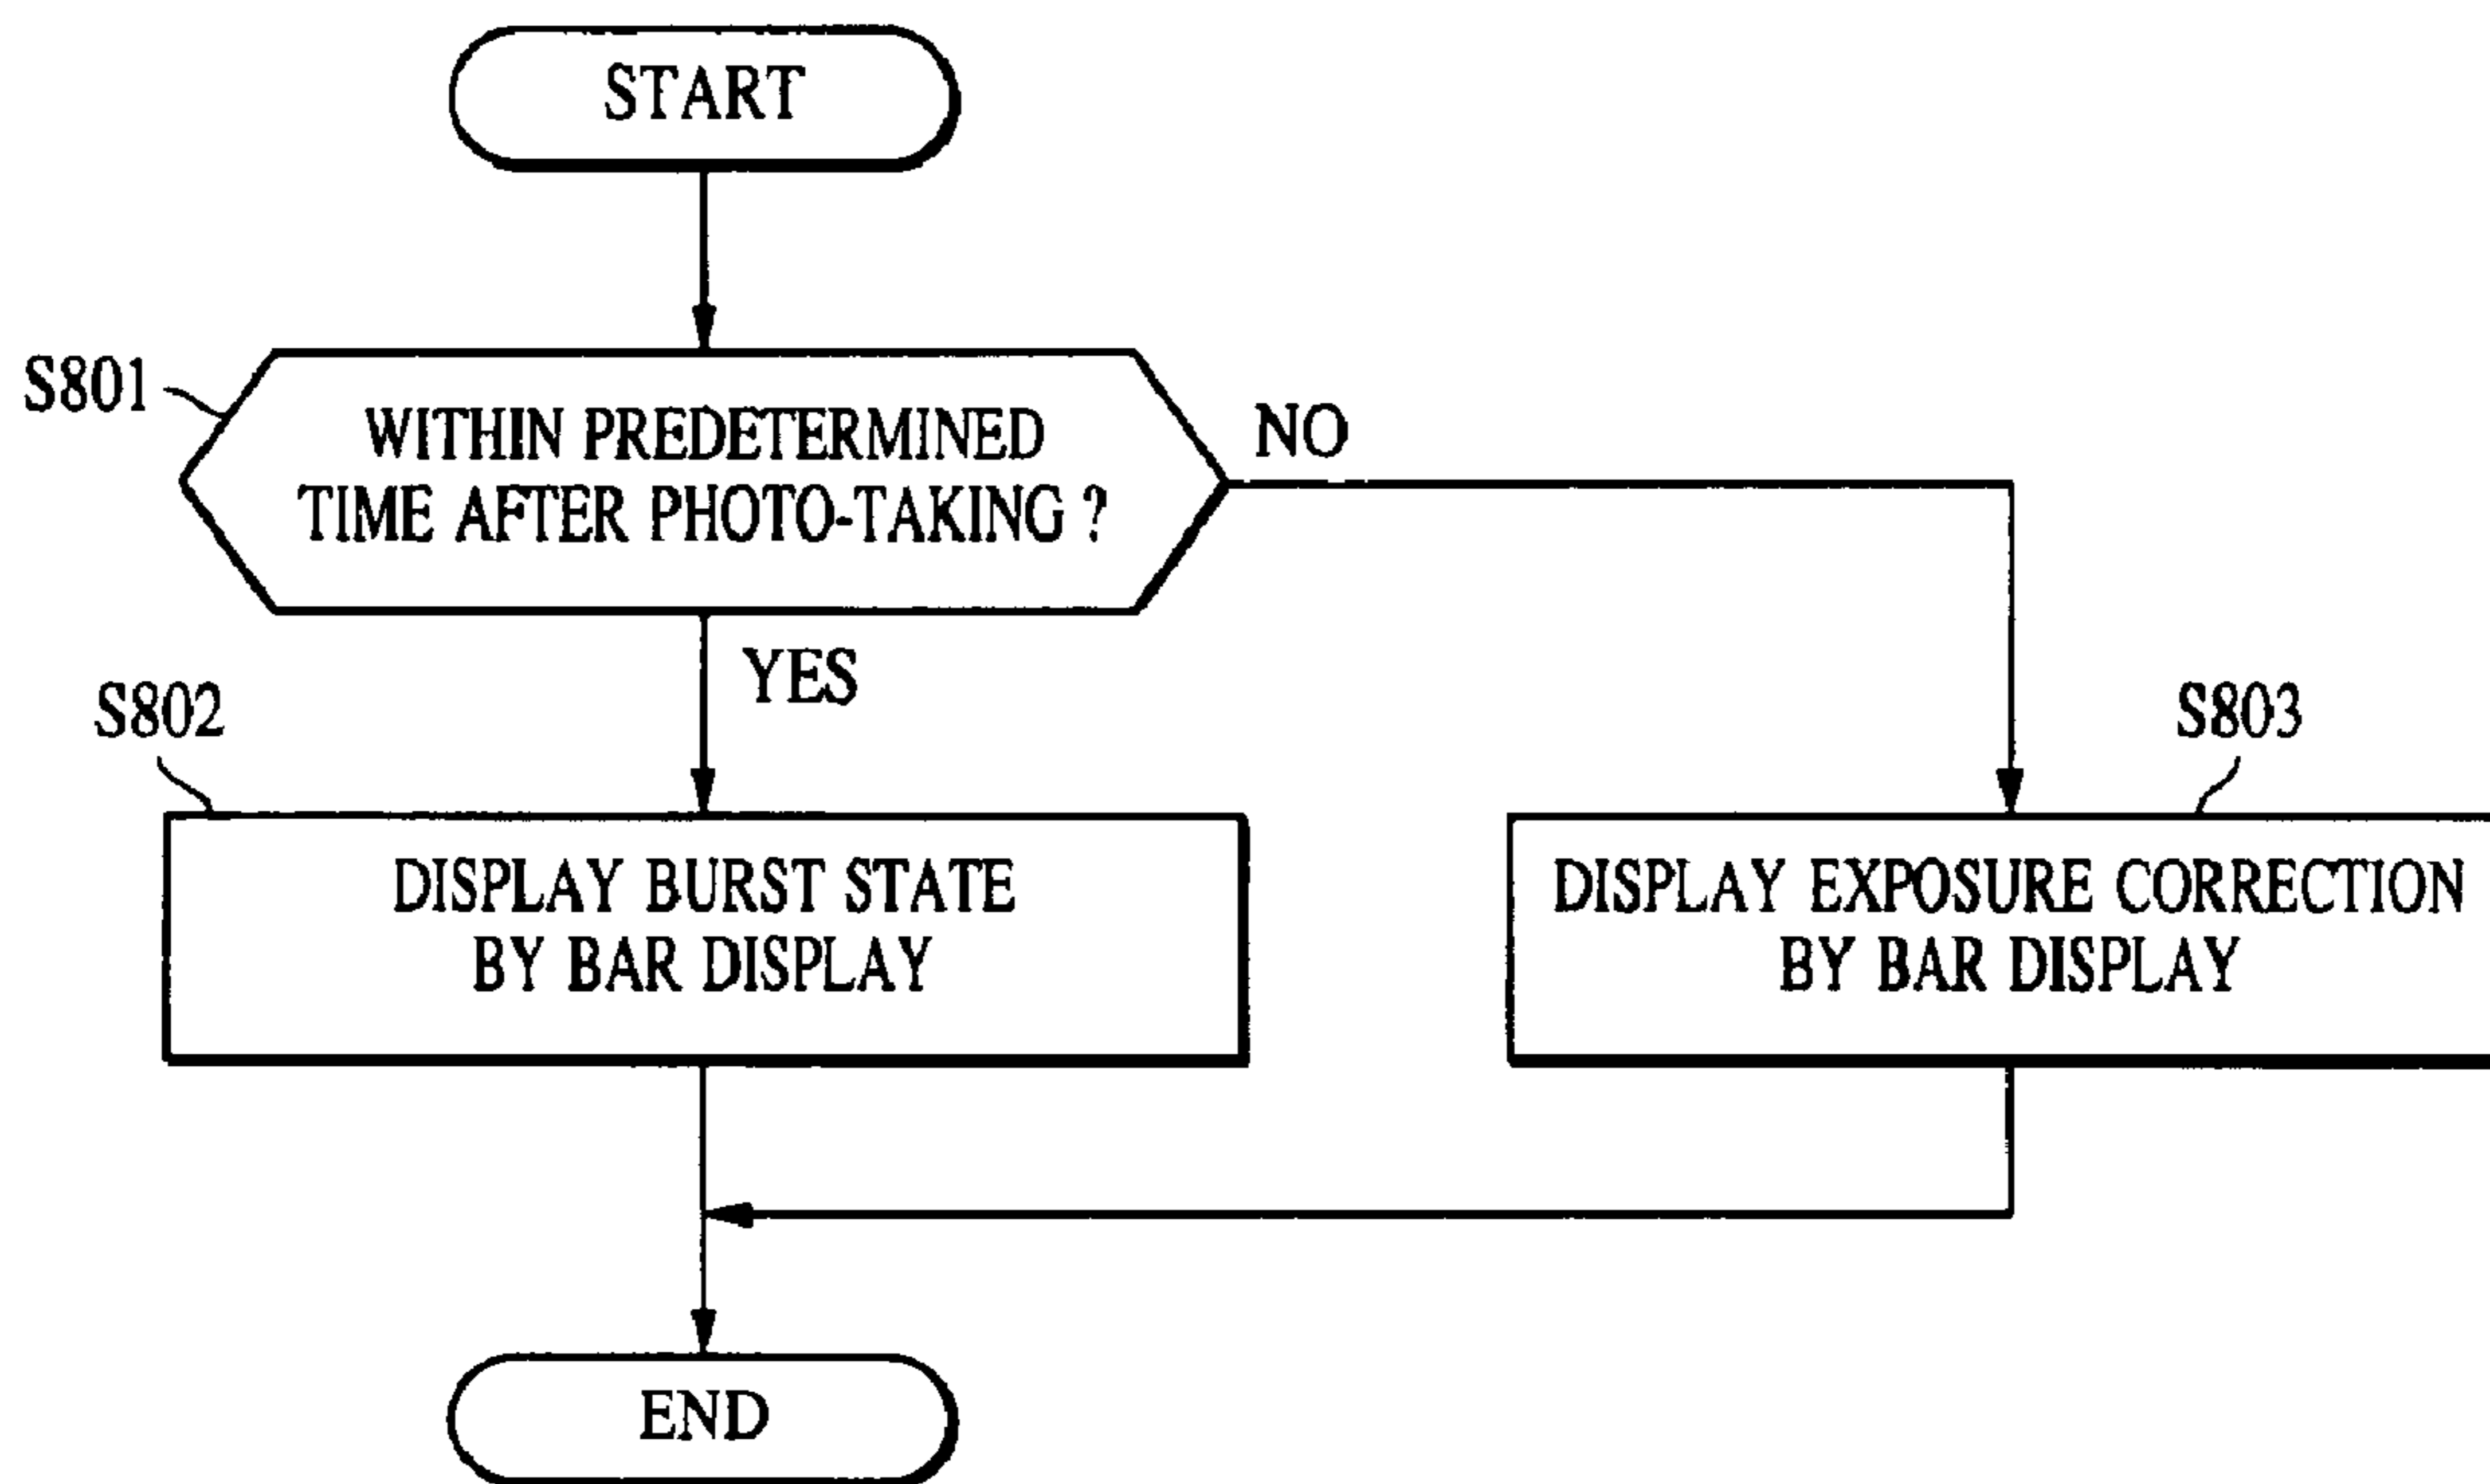 START
S801
WITHIN PREDETERMINED
TIME AFTER PHOTO-TAKING ?
NO
YES
S802
DISPLAY BURST STATE
BY BAR DISPLAY
S803
DISPLAY EXPOSURE CORRECTION
BY BAR DISPLAY
END